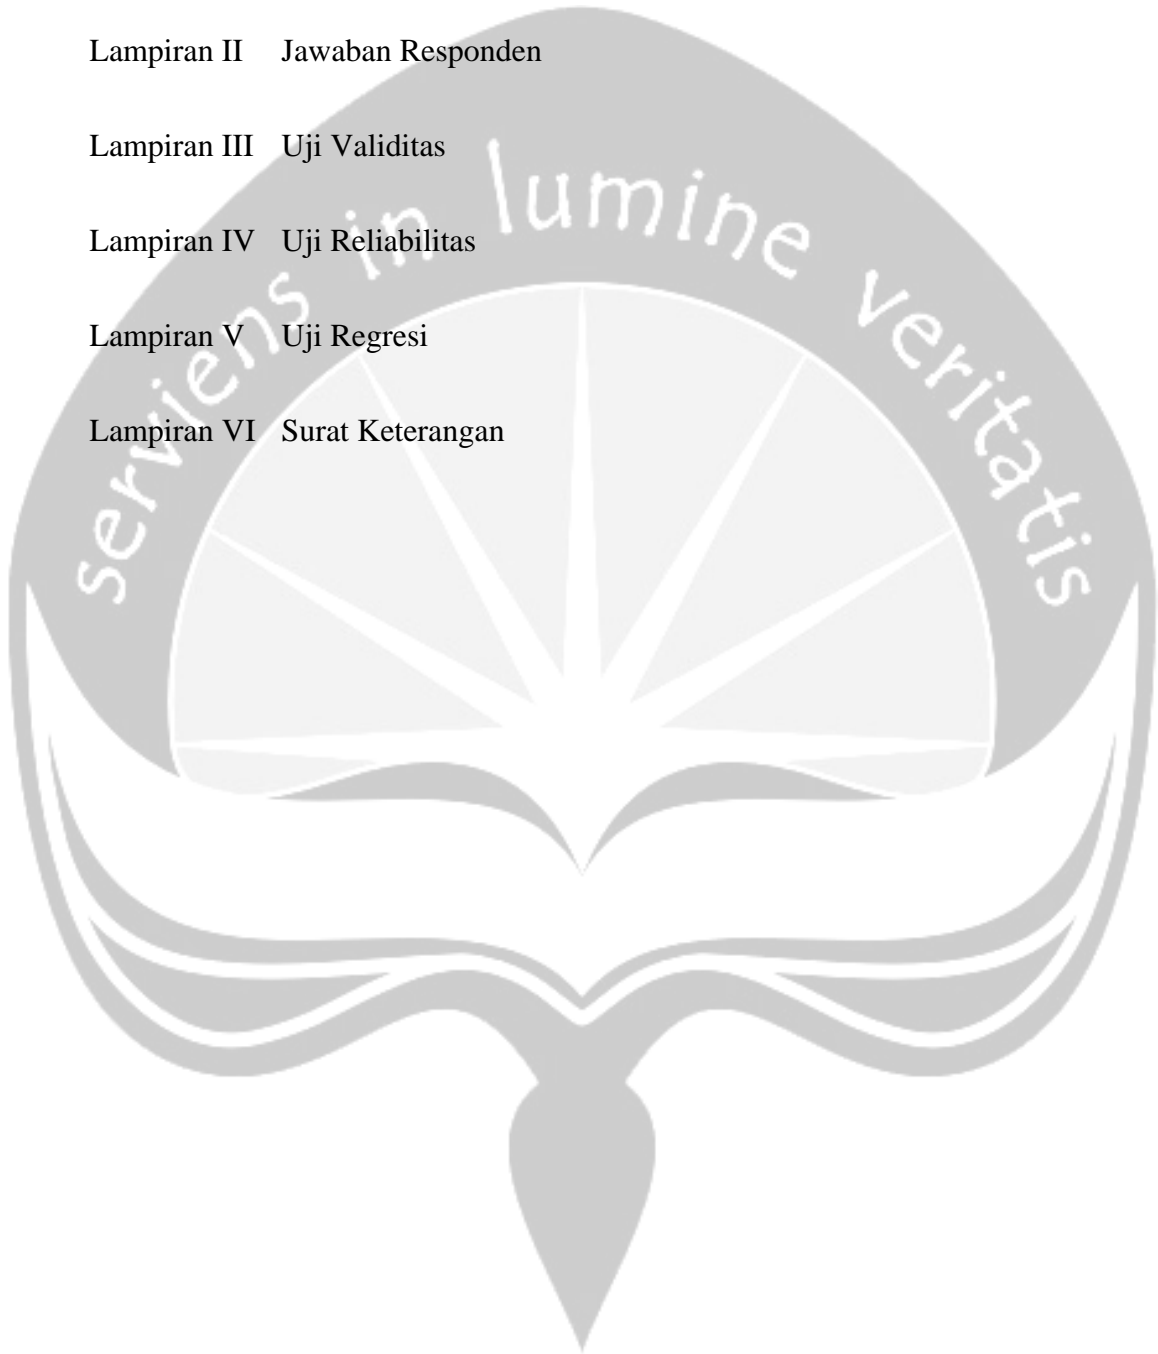 Lampiran II Jawaban Responden
Lampiran III Uji Validitas
Lampiran IV Uji Reliabilitas
Lampiran V Uji Regresi
Lampiran VI Surat Keterangan
serviens in lumine veritatis